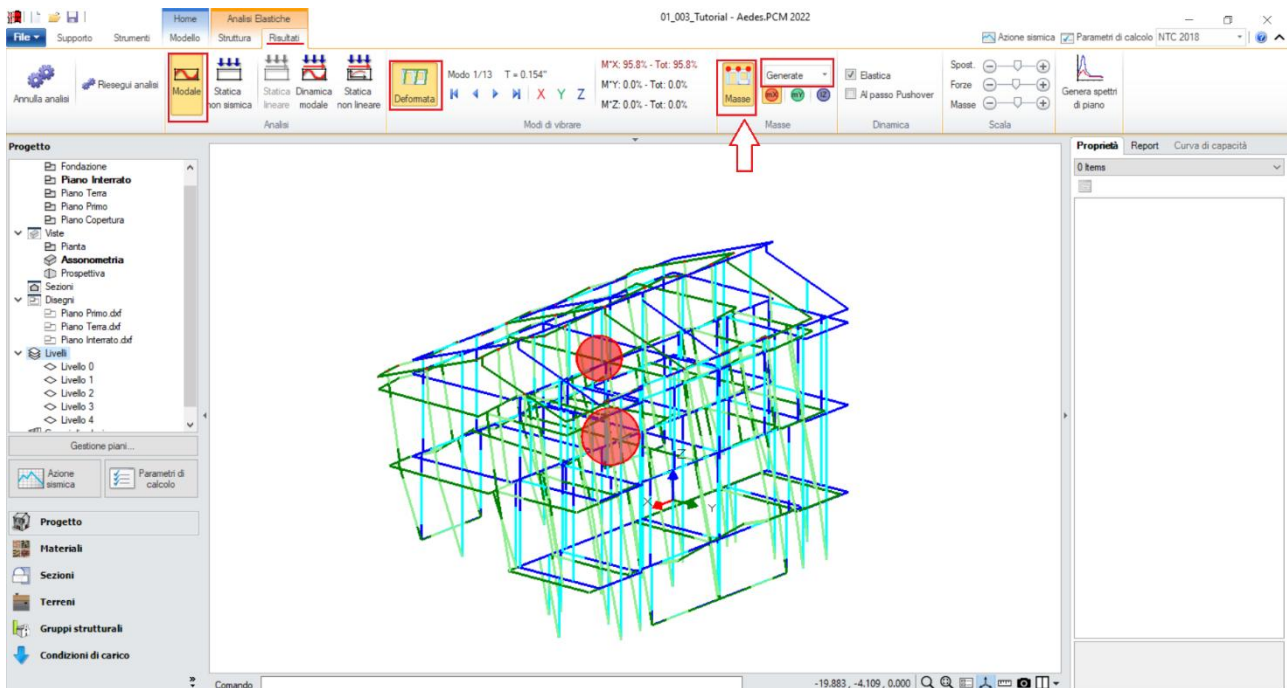 01_003_Tutorial - Aedes.PCM 2022
Home
Analisi Elastiche
File
Supporto
Strumenti
Modello
Struttura
Risultati
Azione sismica
Parametri di calcolo
NTC 2018
Annulla analisi
Riesegui analisi
Modale
Statica
non sismica
Statica
lineare
Dinamica
modale
Statica
non lineare
Analisi
Deformata
Modo 1/13 T = 0.154"
X Y Z
M*X: 95.8% - Tot: 95.8%
M*Y: 0.0% - Tot: 0.0%
M*Z: 0.0% - Tot: 0.0%
Modi di vibrare
Masse
Generate
mX
mY
IZ
Masse
Elastica
Al passo Pushover
Dinamica
Spost.
Forze
Masse
Scala
Genera spettri
di piano
Progetto
Fondazione
Piano Interrato
Piano Terra
Piano Primo
Piano Copertura
Viste
Pianta
Assonometria
Prospettiva
Sezioni
Disegni
Piano Primo.dxf
Piano Terra.dxf
Piano Interrato.dxf
Livelli
Livello 0
Livello 1
Livello 2
Livello 3
Livello 4
Gestione piani...
Azione
sismica
Parametri di
calcolo
Progetto
Materiali
Sezioni
Terreni
Gruppi strutturali
Condizioni di carico
Z
X
Y
Proprietà
Report
Curva di capacità
0 Items
Comando
-19.883 , -4.109 , 0.000